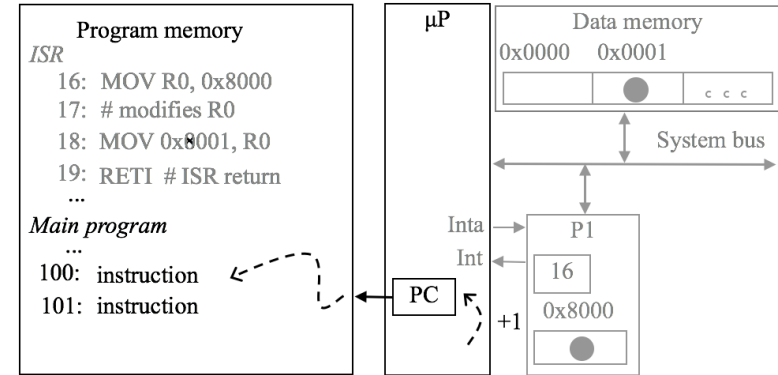 Program memory
ISR
16: MOV R0, 0x8000
17: # modifies R0
18: MOV 0x8001, R0
19: RETI # ISR return
...
Main program
...
100: instruction
101: instruction
μP
PC
+1
Inta
Int
Data memory
0x0000 0x0001
System bus
P1
16
0x8000